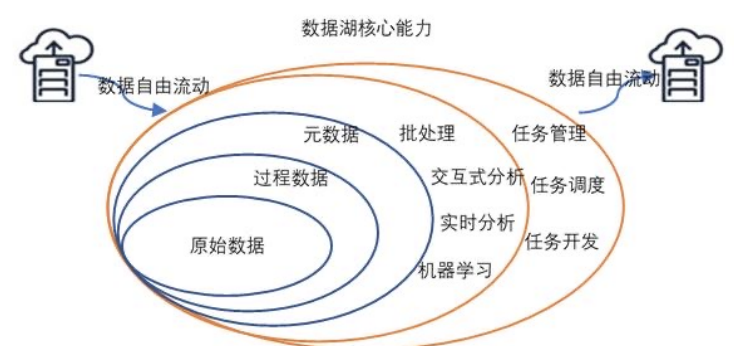 数据湖核心能力
数据自由流动
数据自由流动
元数据
批处理
任务管理
过程数据
交互式分析
任务调度
原始数据
实时分析
任务开发
机器学习